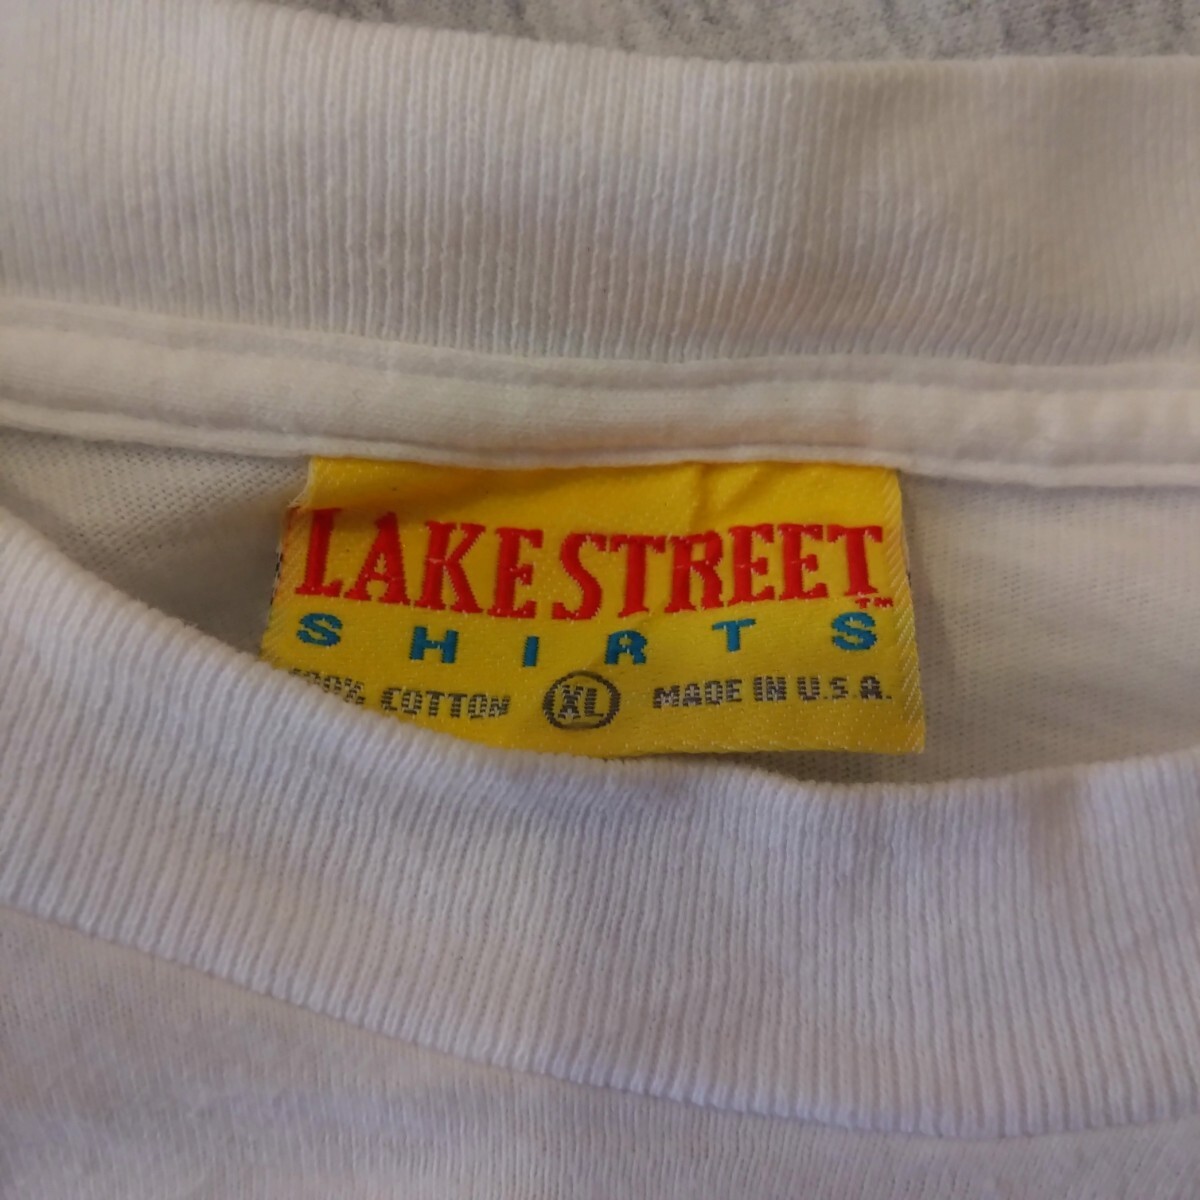 LAKE STREET™
SHIRTS
100% COTTON XL MADE IN U.S.A.